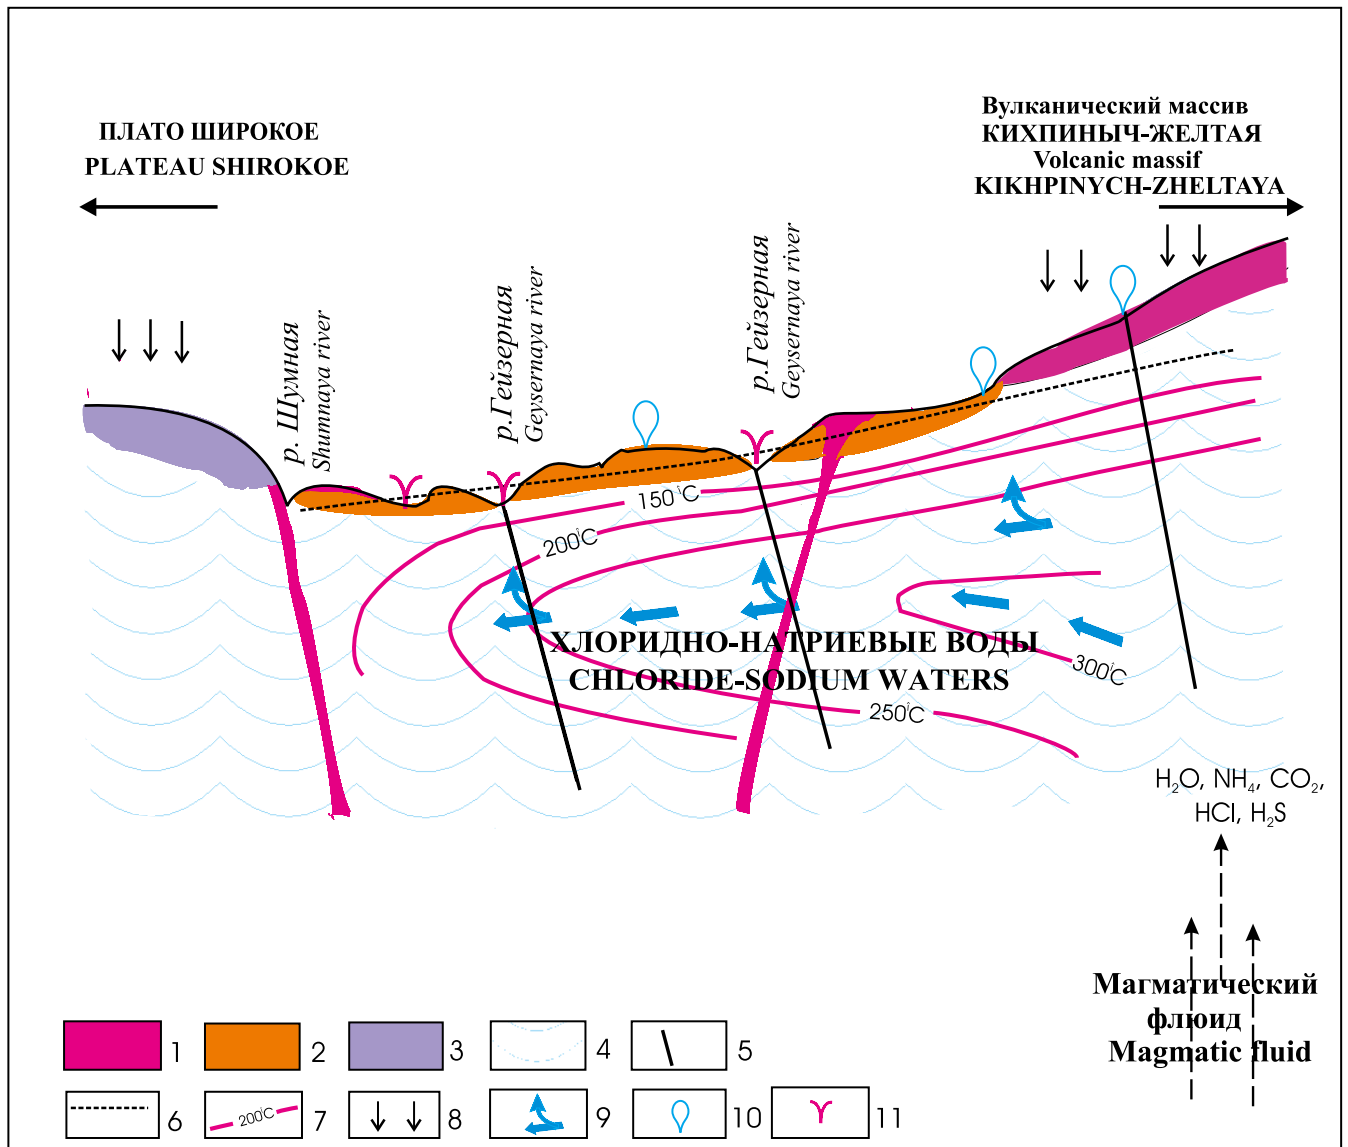 ПЛАТО ШИРОКОЕ
PLATEAU SHIROKOE
Вулканический массив
КИХПИНЫЧ-ЖЕЛТАЯ
Volcanic massif
KIKHPINYCH-ZHELTAYA
р. Шумная
Shumnaya river
р.Гейзерная
Geysernaya river
р.Гейзерная
Geysernaya river
150°C
200°C
ХЛОРИДНО-НАТРИЕВЫЕ ВОДЫ
CHLORIDE-SODIUM WATERS
300°C
250°C
H₂O, NH₄, CO₂,
HCl, H₂S
Магматический
флюид
Magmatic fluid
1
2
3
4
5
6
200°C
7
8
9
10
11